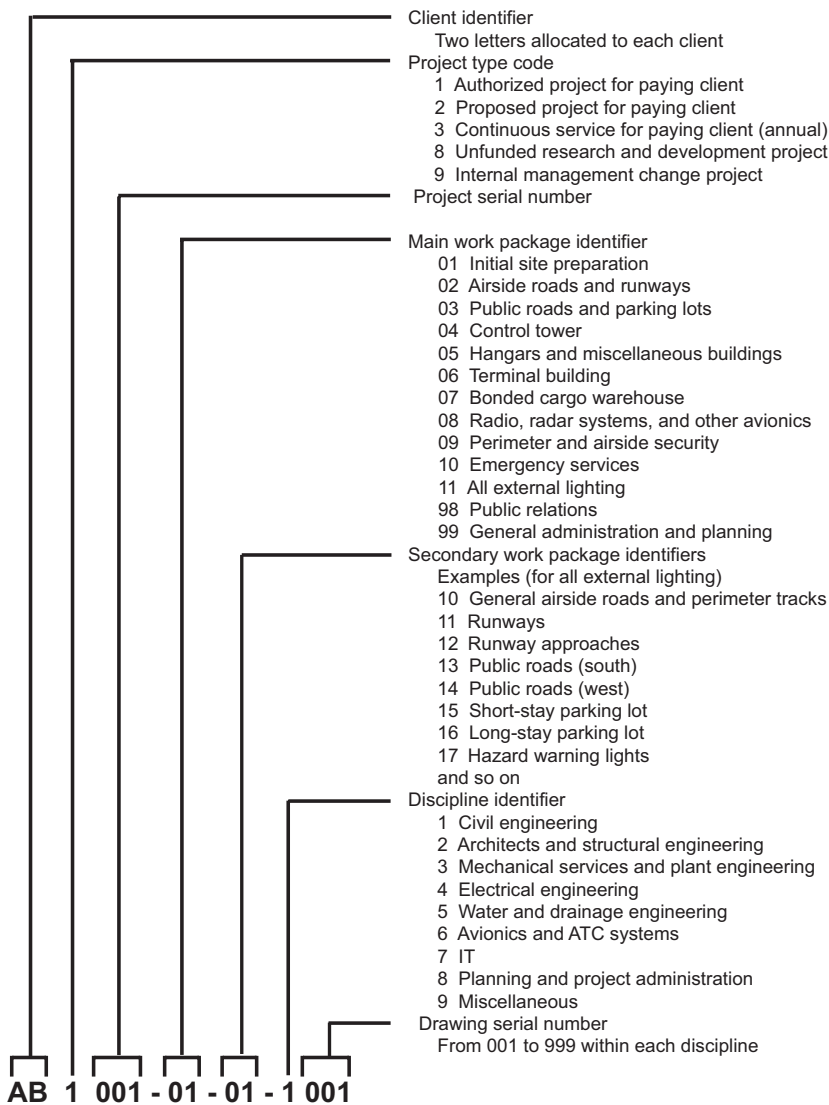 Client identifier
Two letters allocated to each client
Project type code
1 Authorized project for paying client
2 Proposed project for paying client
3 Continuous service for paying client (annual)
8 Unfunded research and development project
9 Internal management change project
Project serial number
Main work package identifier
01 Initial site preparation
02 Airside roads and runways
03 Public roads and parking lots
04 Control tower
05 Hangars and miscellaneous buildings
06 Terminal building
07 Bonded cargo warehouse
08 Radio, radar systems, and other avionics
09 Perimeter and airside security
10 Emergency services
11 All external lighting
98 Public relations
99 General administration and planning
Secondary work package identifiers
Examples (for all external lighting)
10 General airside roads and perimeter tracks
11 Runways
12 Runway approaches
13 Public roads (south)
14 Public roads (west)
15 Short-stay parking lot
16 Long-stay parking lot
17 Hazard warning lights
and so on
Discipline identifier
1 Civil engineering
2 Architects and structural engineering
3 Mechanical services and plant engineering
4 Electrical engineering
5 Water and drainage engineering
6 Avionics and ATC systems
7 IT
8 Planning and project administration
9 Miscellaneous
Drawing serial number
From 001 to 999 within each discipline
AB 1 001 - 01 - 01 - 1 001